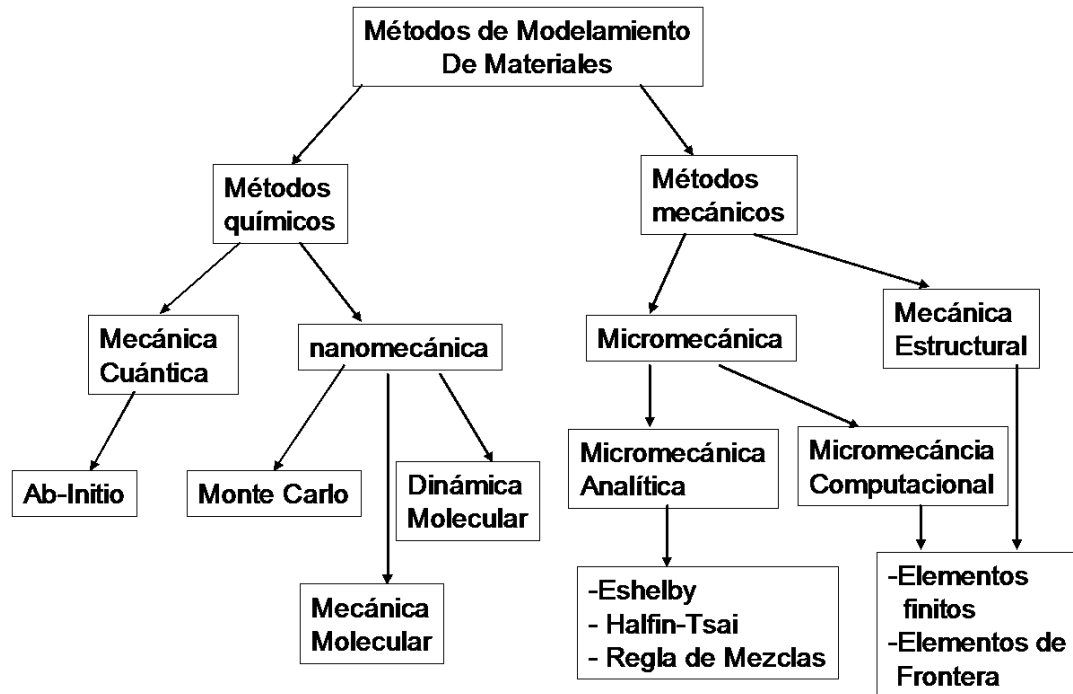 Métodos de Modelamiento
De Materiales
Métodos
químicos
Métodos
mecánicos
Mecánica
Cuántica
nanomecánica
Micromecánica
Mecánica
Estructural
Ab-Initio
Monte Carlo
Dinámica
Molecular
Micromecánica
Analítica
Micromecáncia
Computacional
Mecánica
Molecular
-Eshelby
- Halfin-Tsai
- Regla de Mezclas
-Elementos
finitos
-Elementos de
Frontera